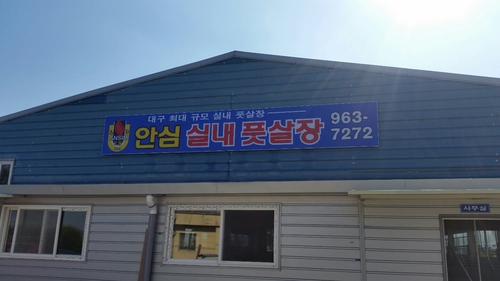 대구 최대 규모 실내 풋살장
안심 실내 풋살장
963-
7272
사무실